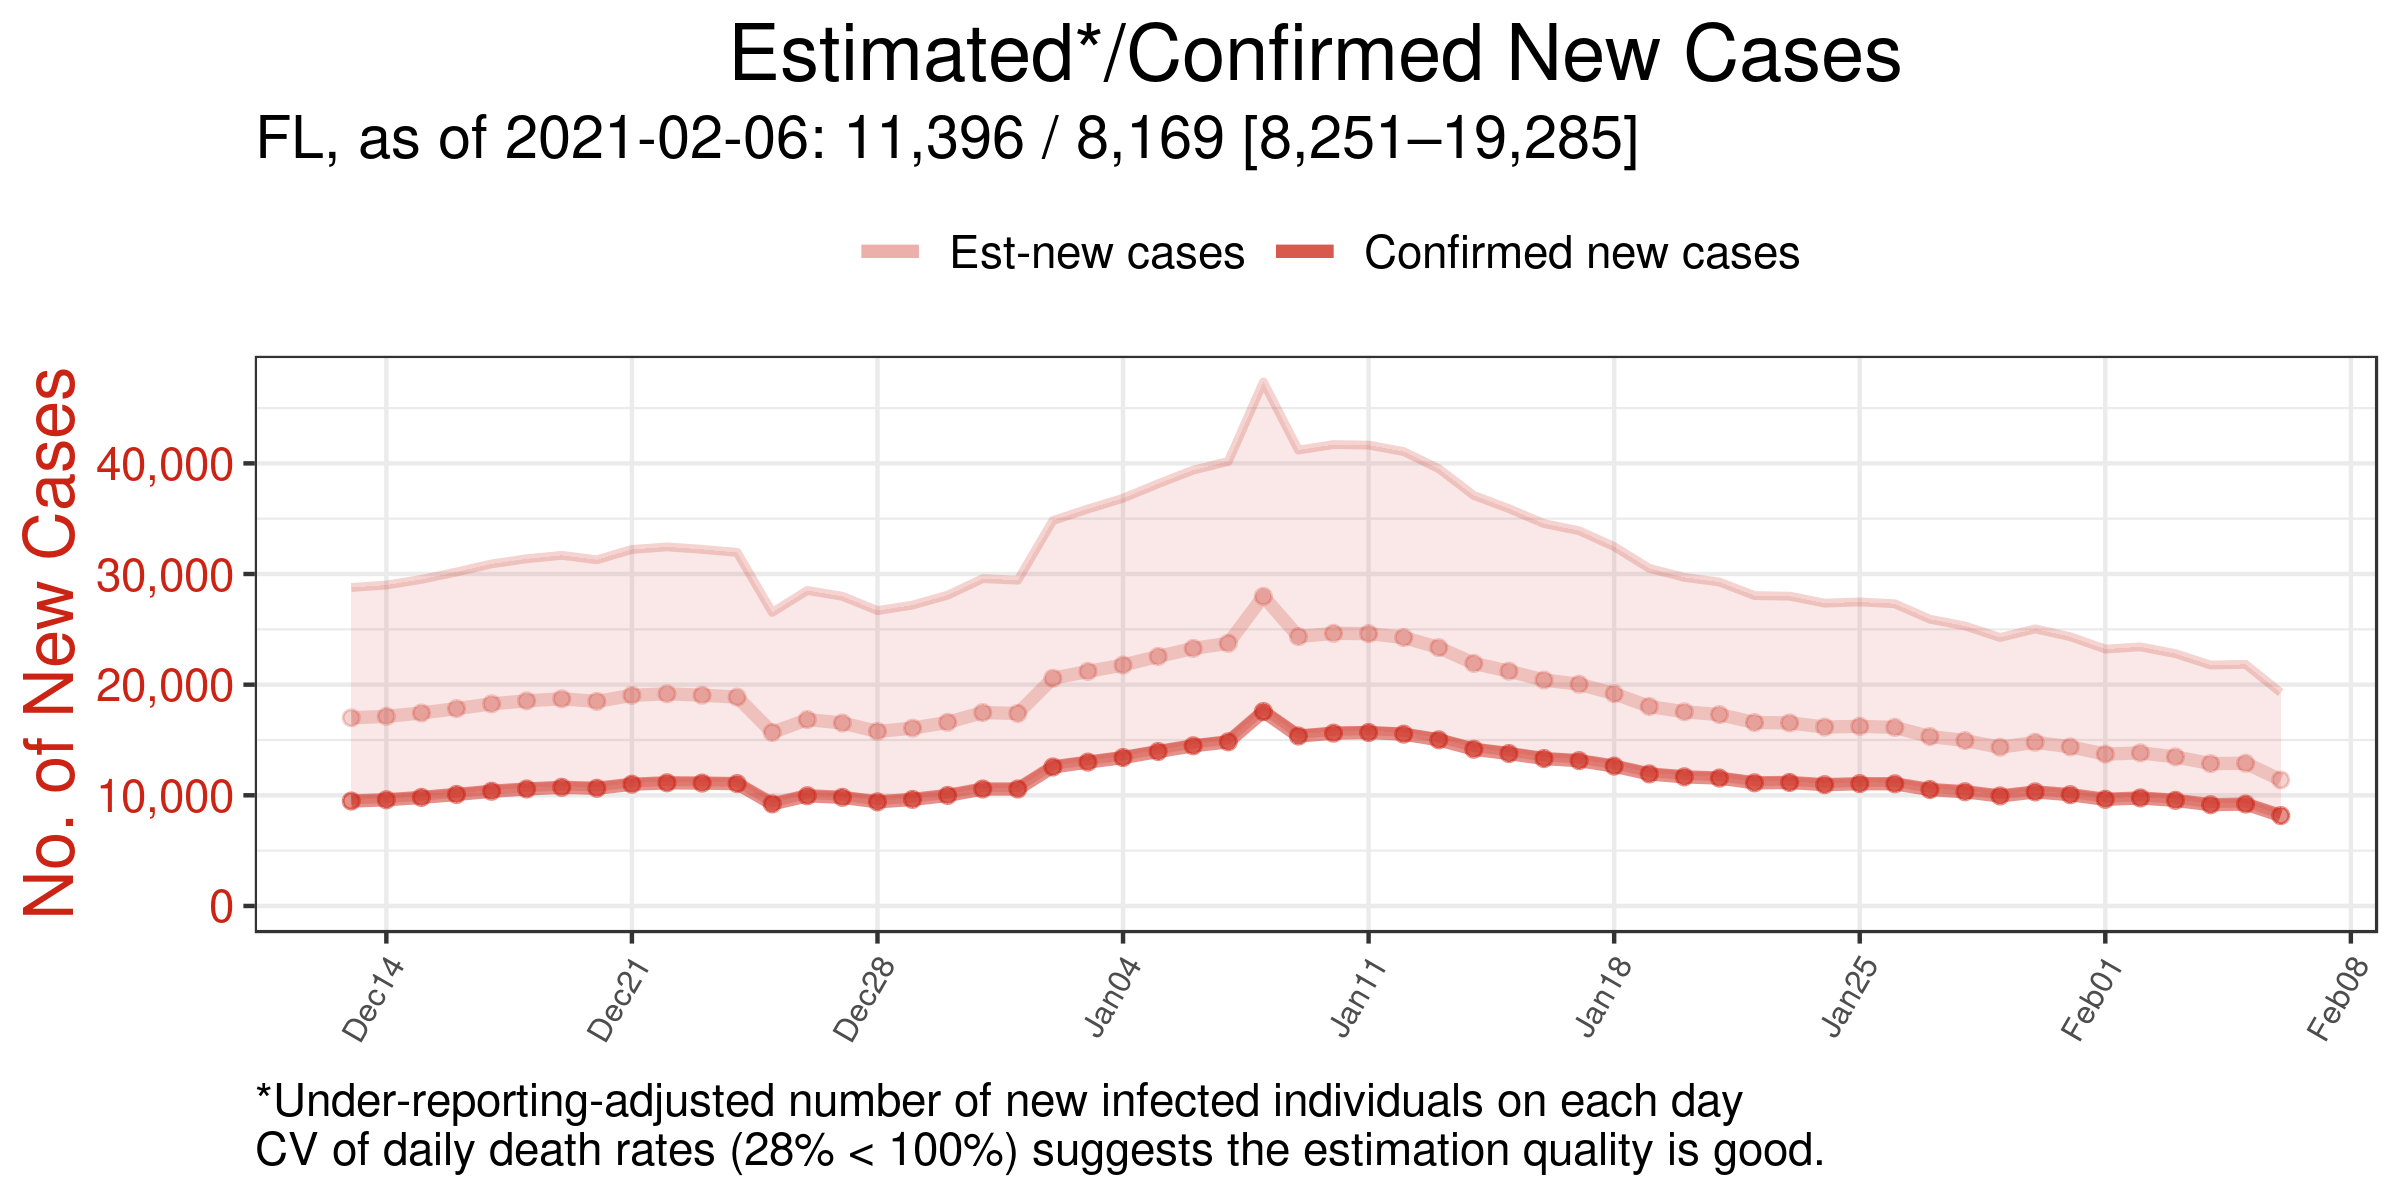 Estimated*/Confirmed New Cases
FL, as of 2021-02-06: 11,396 / 8,169 [8,251–19,285]
Est-new cases
Confirmed new cases
No. of New Cases
40,000
30,000
20,000
10,000
0
Dec14
Dec21
Dec28
Jan04
Jan11
Jan18
Jan25
Feb01
Feb08
*Under-reporting-adjusted number of new infected individuals on each day
CV of daily death rates (28% < 100%) suggests the estimation quality is good.